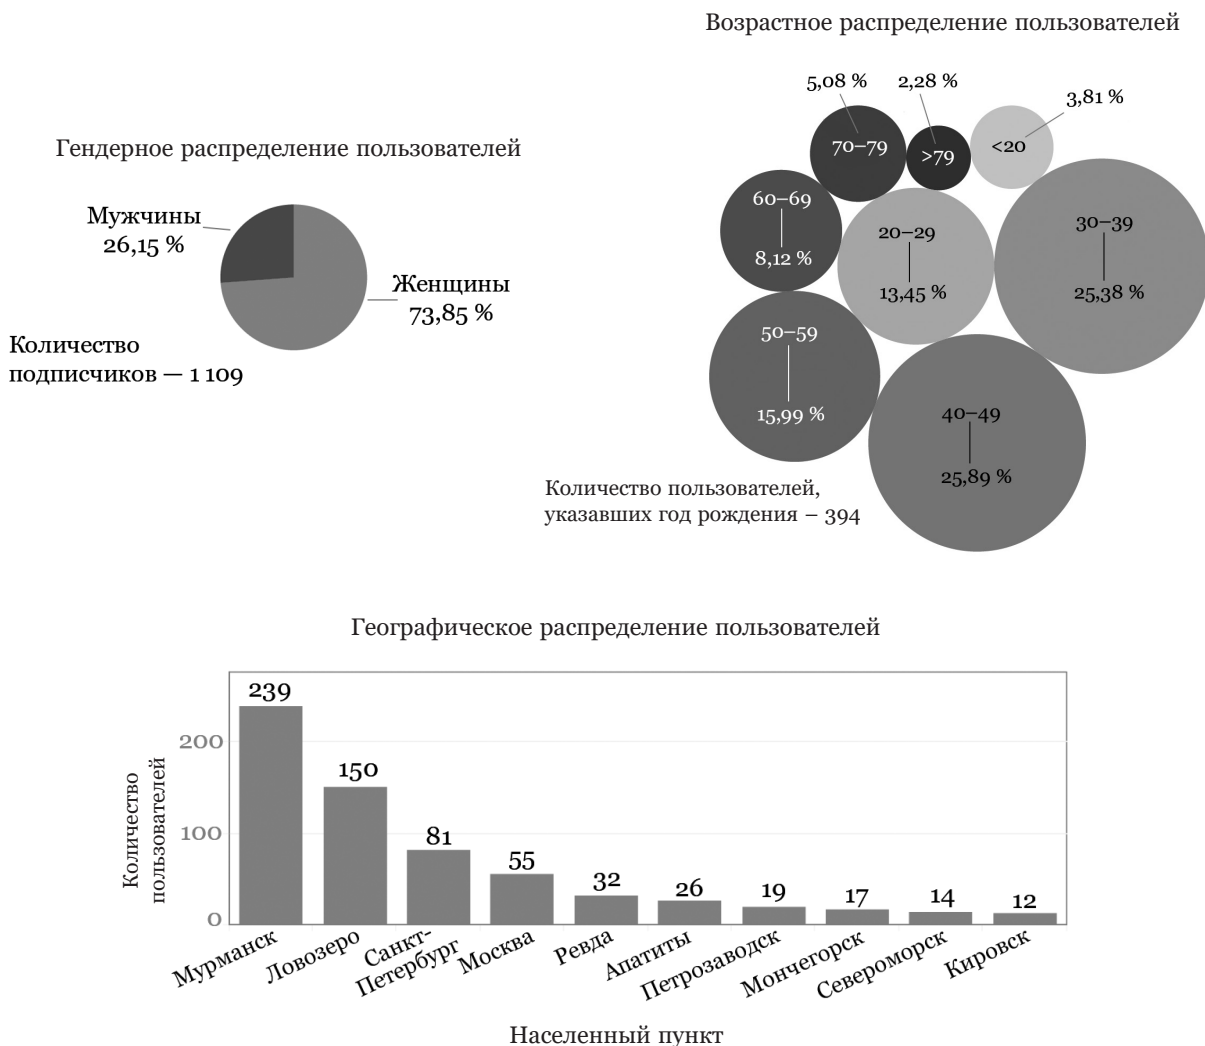 Возрастное распределение пользователей
5,08 %
2,28 %
3,81 %
70–79
>79
<20
60–69
8,12 %
20–29
13,45 %
30–39
25,38 %
50–59
15,99 %
40–49
25,89 %
Количество пользователей,
указавших год рождения – 394
Гендерное распределение пользователей
Мужчины
26,15 %
Женщины
73,85 %
Количество
подписчиков — 1 109
Географическое распределение пользователей
Количество
пользователей
200
100
0
239
150
81
55
32
26
19
17
14
12
Мурманск
Ловозеро
Санкт-
Петербург
Москва
Ревда
Апатиты
Петрозаводск
Мончегорск
Североморск
Кировск
Населенный пункт